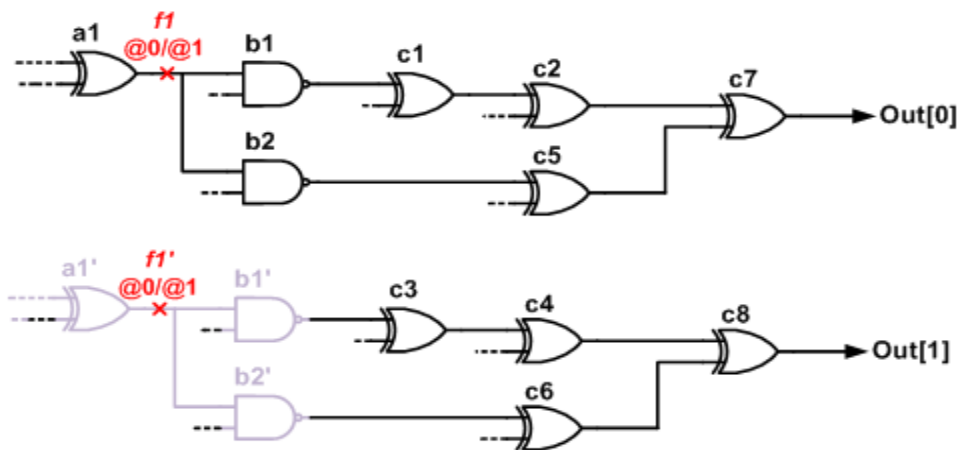 f1
@0/@1
a1
b1
c1
c2
c7
Out[0]
b2
c5
f1'
@0/@1
a1'
b1'
c3
c4
c8
Out[1]
b2'
c6